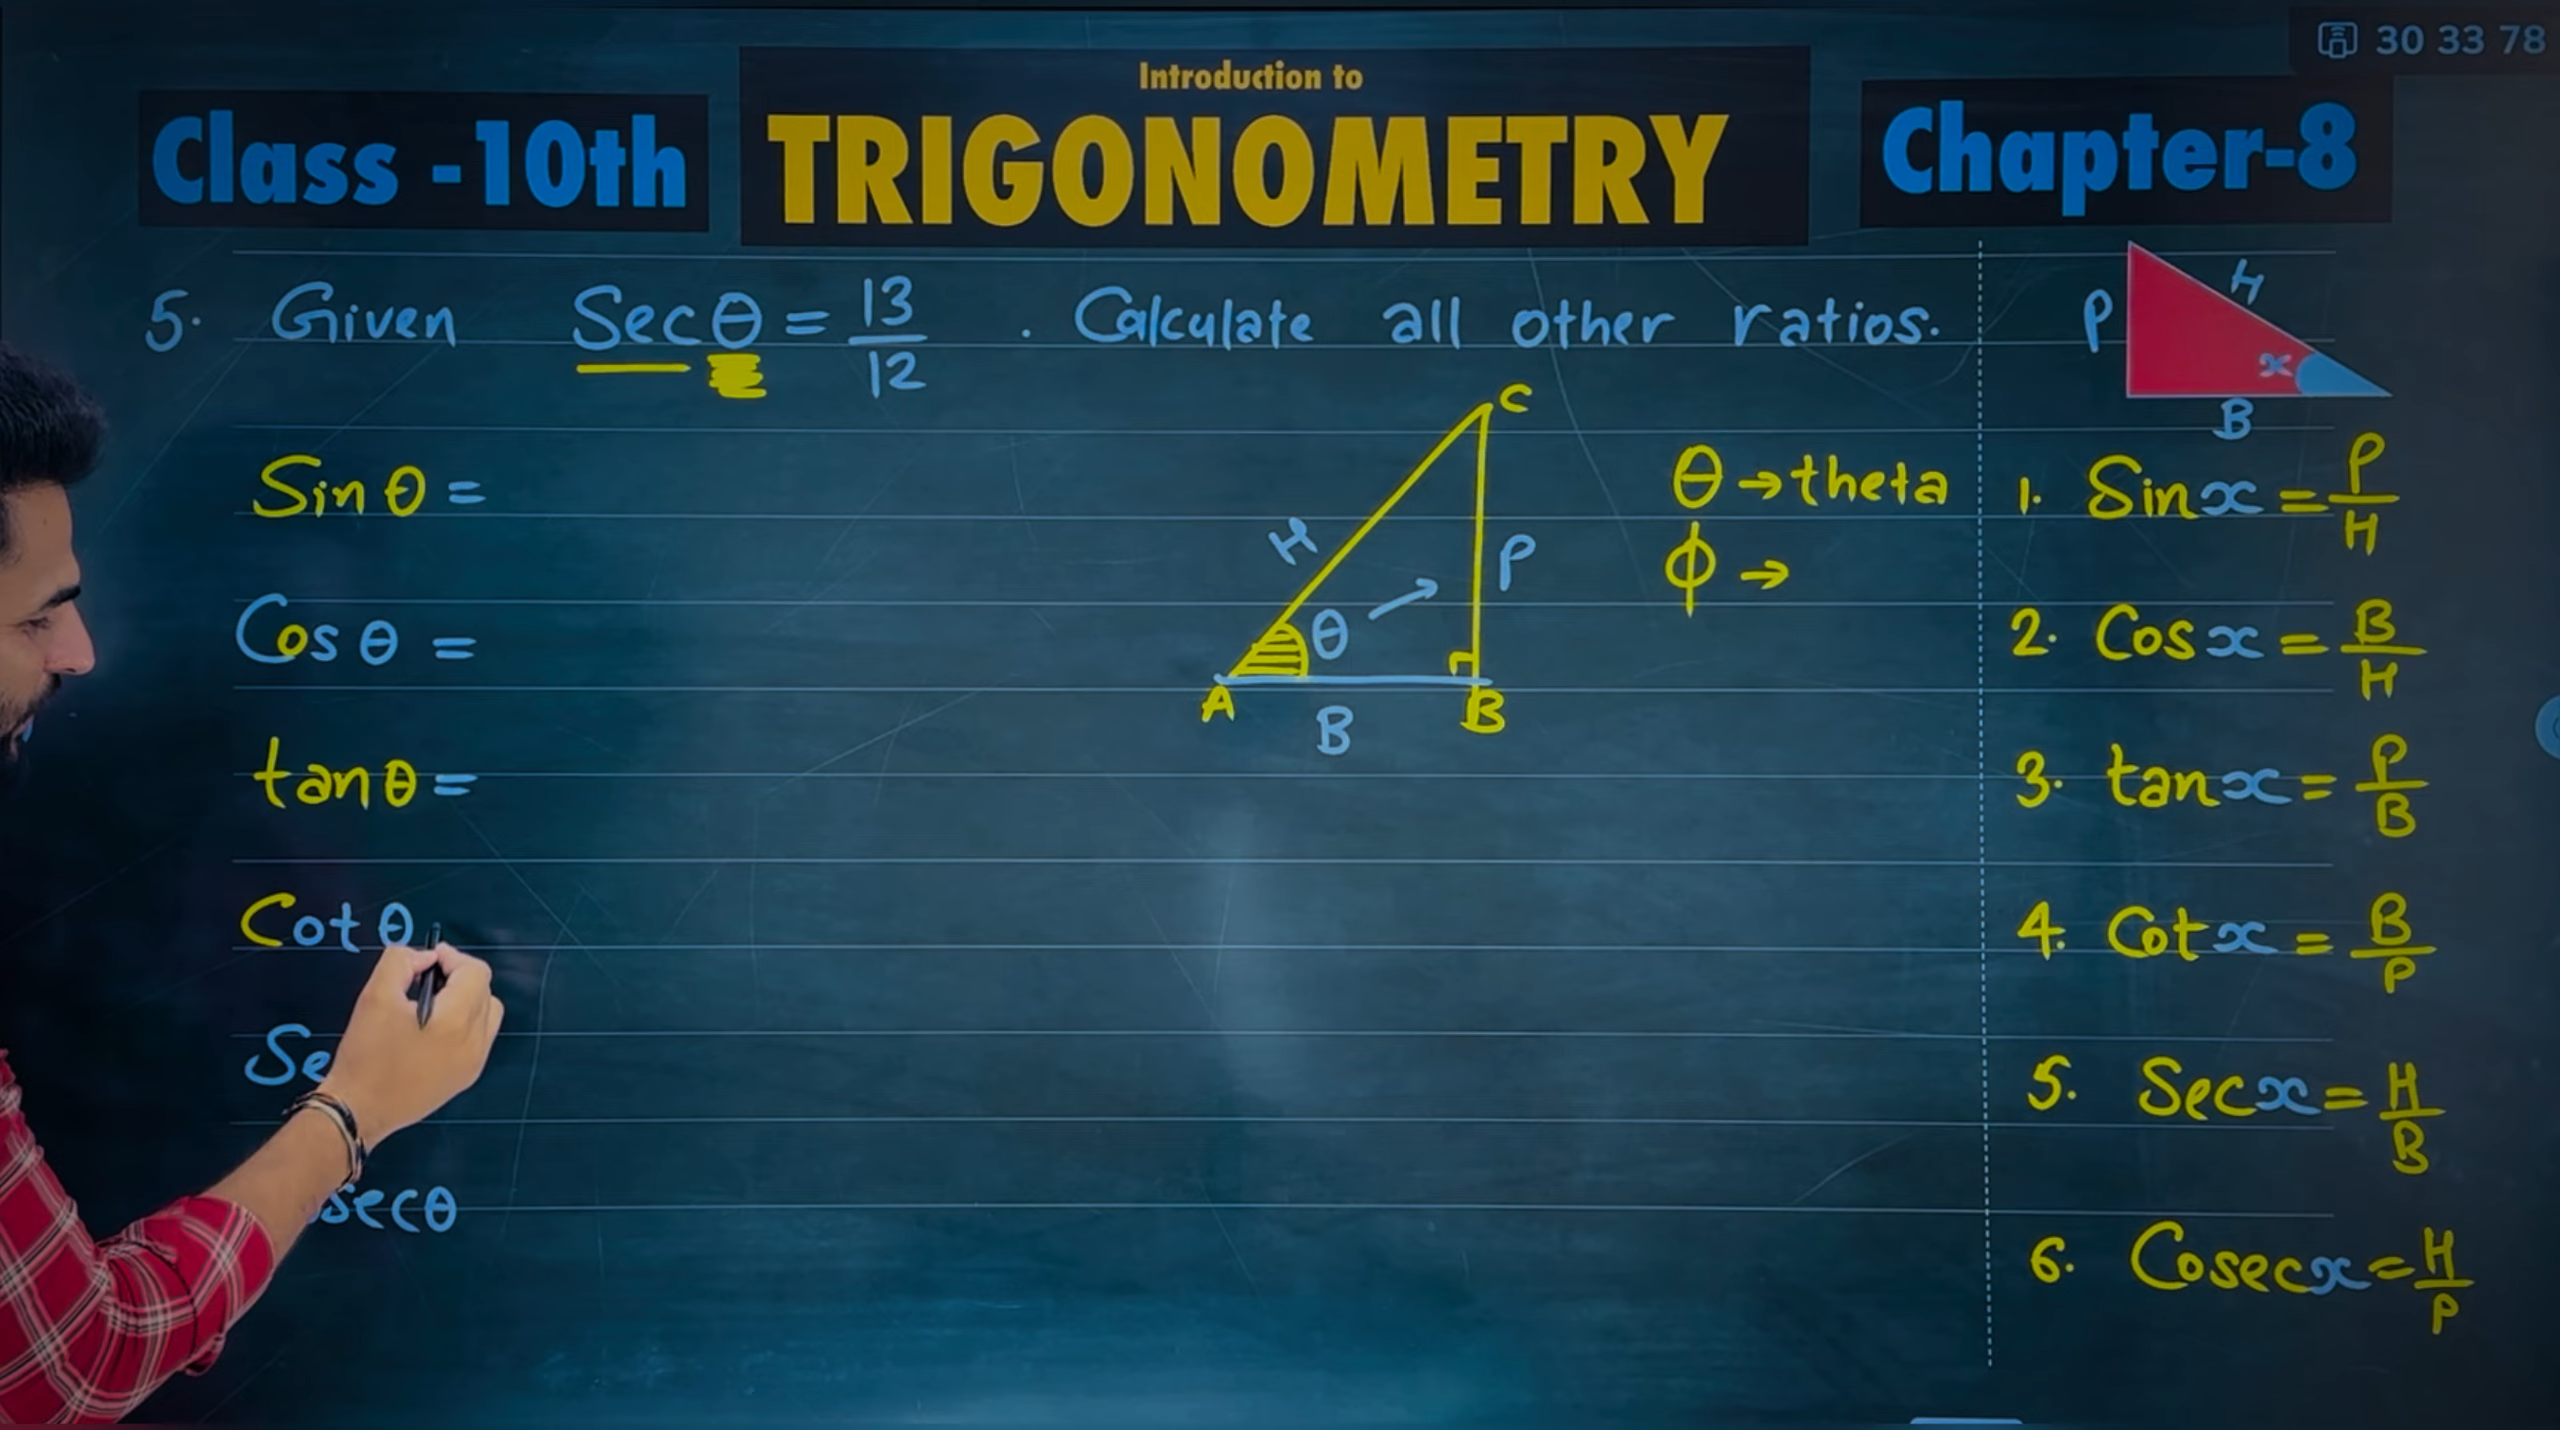 30 33 78
Introduction to
Class -10th TRIGONOMETRY Chapter-8
5. Given Secθ = 13/12 . Calculate all other ratios.
H
P
x
B
C
H
P
θ
A
B
B
θ → theta
ϕ →
Sinθ =
Cosθ =
tanθ =
Cotθ
1. Sinx = P/H
2. Cosx = B/H
3. tanx = P/B
4. Cotx = B/P
5. Secx = H/B
6. Cosecx = H/P